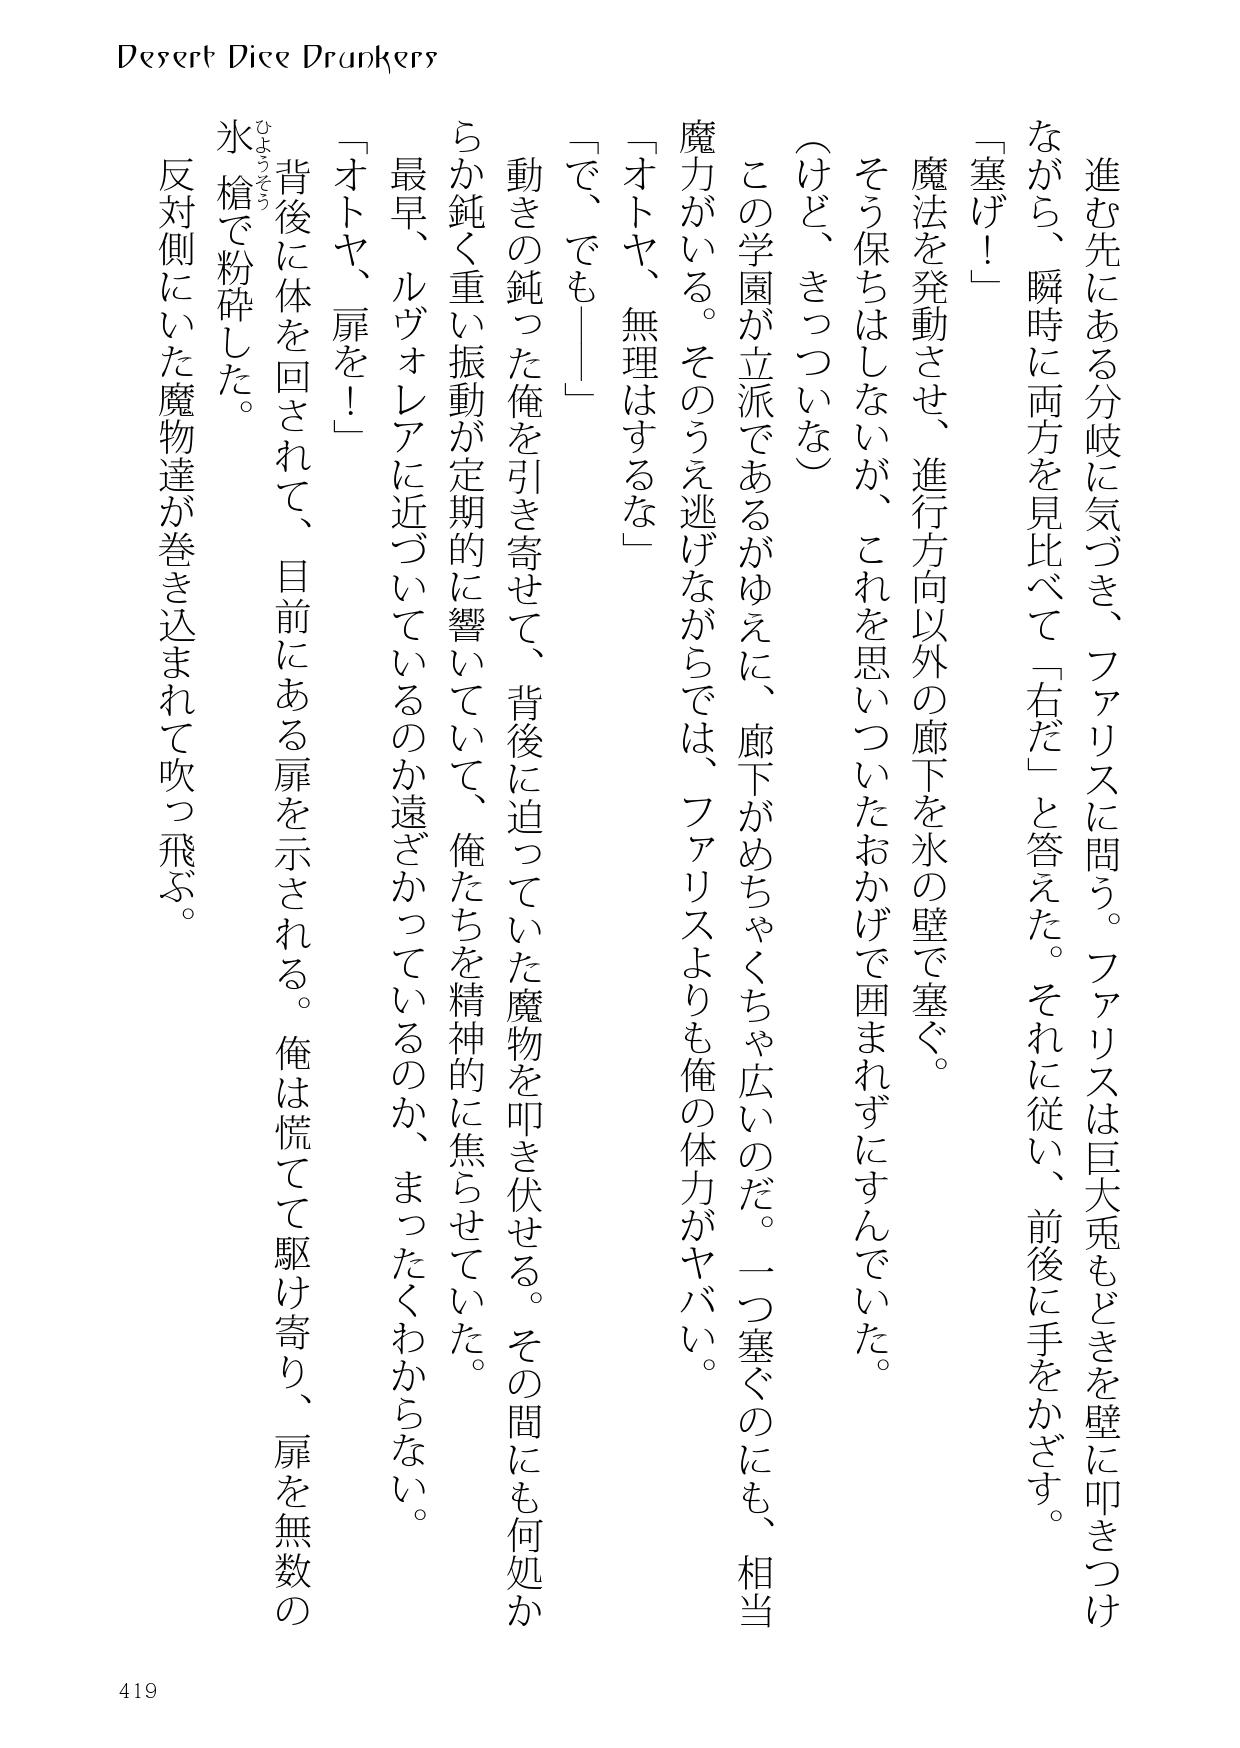 Desert Dice Drunkers
　進む先にある分岐に気づき、ファリスに問う。ファリスは巨大兎もどきを壁に叩きつけ
ながら、瞬時に両方を見比べて「右だ」と答えた。それに従い、前後に手をかざす。
「塞げ！」
　魔法を発動させ、進行方向以外の廊下を氷の壁で塞ぐ。
　そう保ちはしないが、これを思いついたおかげで囲まれずにすんでいた。
（けど、きっついな）
　この学園が立派であるがゆえに、廊下がめちゃくちゃ広いのだ。一つ塞ぐのにも、相当
魔力がいる。そのうえ逃げながらでは、ファリスよりも俺の体力がヤバい。
「オトヤ、無理はするな」
「で、でも――」
　動きの鈍った俺を引き寄せて、背後に迫っていた魔物を叩き伏せる。その間にも何処か
らか鈍く重い振動が定期的に響いていて、俺たちを精神的に焦らせていた。
　最早、ルヴォレアに近づいているのか遠ざかっているのか、まったくわからない。
「オトヤ、扉を！」
　背後に体を回されて、目前にある扉を示される。俺は慌てて駆け寄り、扉を無数の
氷槍で粉砕した。
ひようそう
　反対側にいた魔物達が巻き込まれて吹っ飛ぶ。
419